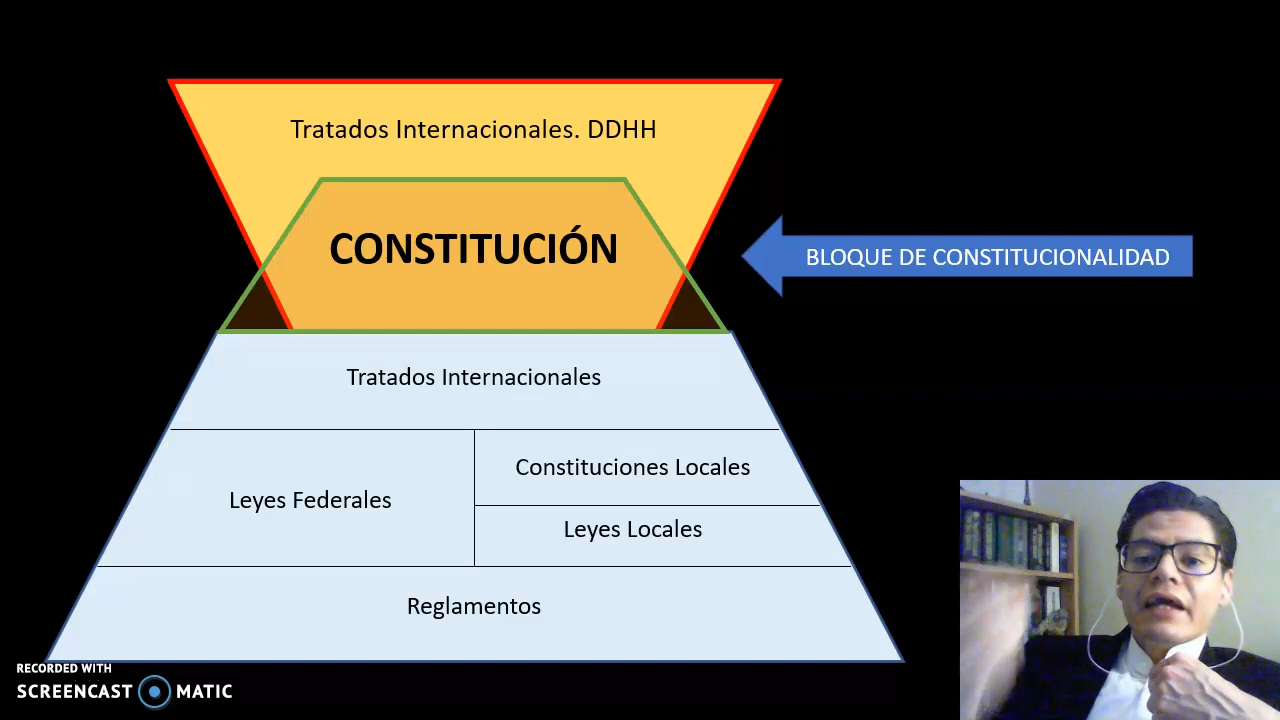 Tratados Internacionales. DDHH
CONSTITUCIÓN
BLOQUE DE CONSTITUCIONALIDAD
Tratados Internacionales
Leyes Federales
Constituciones Locales
Leyes Locales
Reglamentos
RECORDED WITH
SCREENCAST MATIC